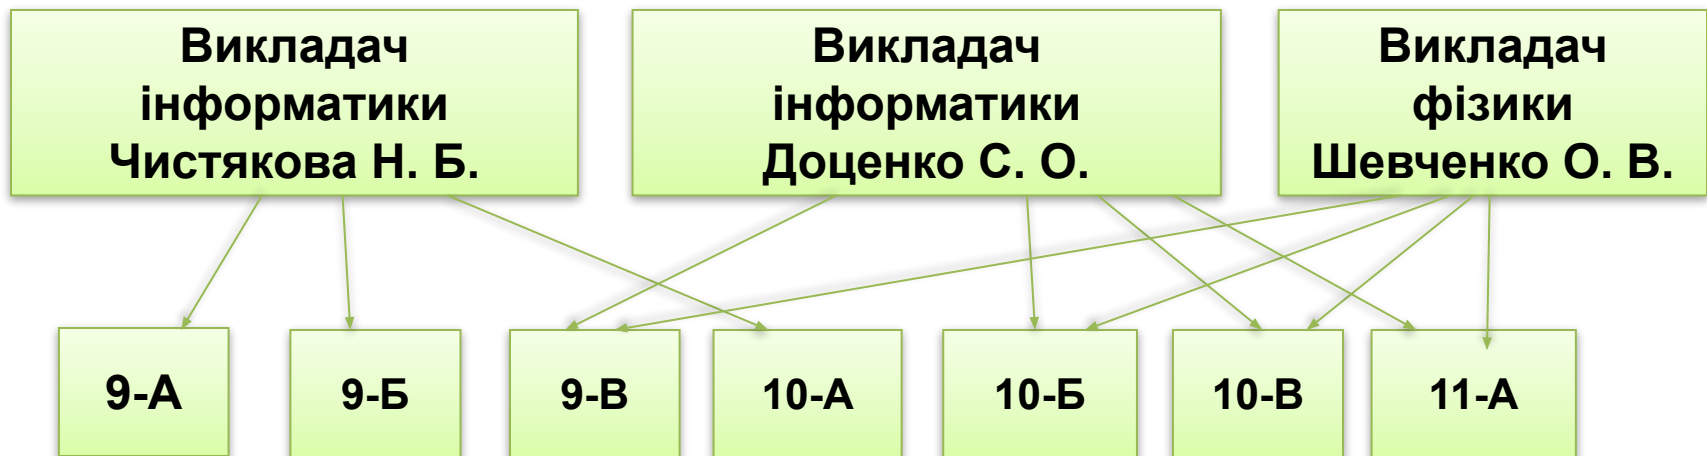 Викладач
інформатики
Чистякова Н. Б.
Викладач
інформатики
Доценко С. О.
Викладач
фізики
Шевченко О. В.
9-А
9-Б
9-В
10-А
10-Б
10-В
11-А